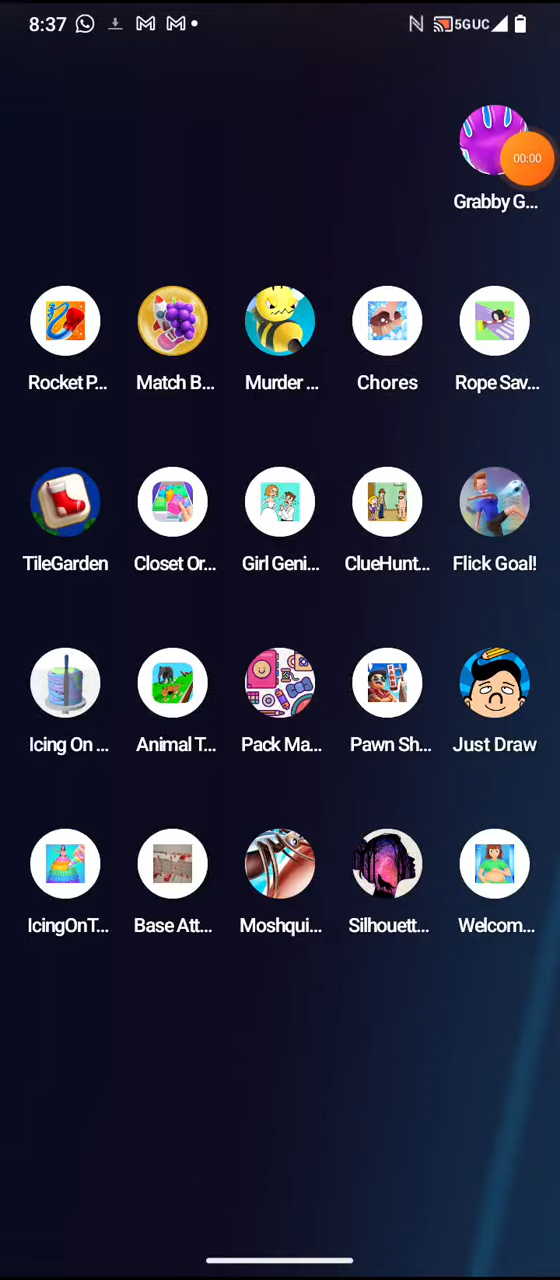 8:37 5GUC
00:00
Grabby G...
Rocket P... Match B... Murder ... Chores Rope Sav...
TileGarden Closet Or... Girl Geni... ClueHunt... Flick Goal!
Icing On ... Animal T... Pack Ma... Pawn Sh... Just Draw
IcingOnT... Base Att... Moshqui... Silhouett... Welcom...